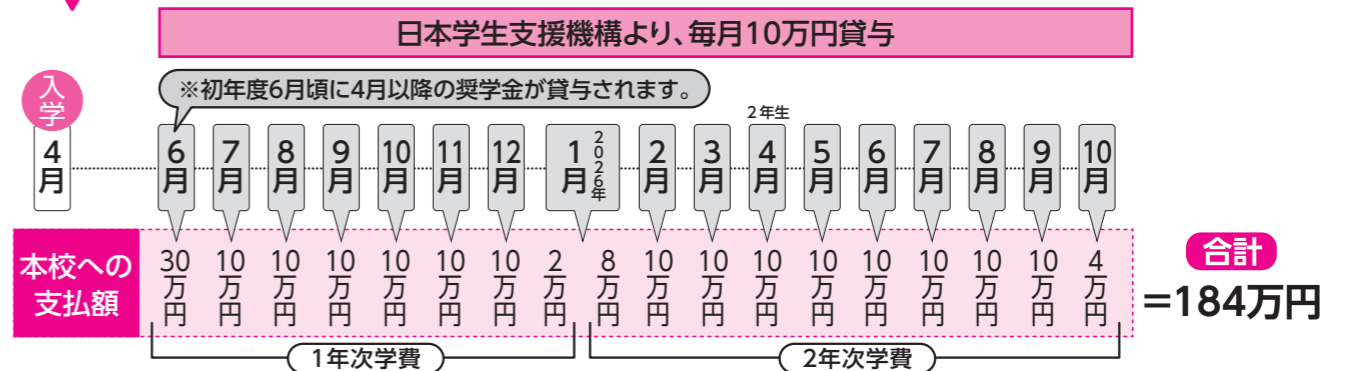 日本学生支援機構より、毎月10万円貸与
入学
※初年度6月頃に4月以降の奨学金が貸与されます。
2年生
4月 6月 7月 8月 9月 10月 11月 12月 1月 2026年 2月 3月 4月 5月 6月 7月 8月 9月 10月
本校への
支払額
30万円 10万円 10万円 10万円 10万円 10万円 10万円 2万円 8万円 10万円 10万円 10万円 10万円 10万円 10万円 10万円 10万円 4万円
合計
=184万円
1年次学費 2年次学費